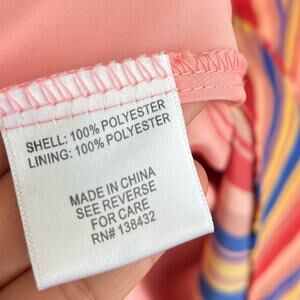 SHELL: 100% POLYESTER
LINING: 100% POLYESTER
MADE IN CHINA
SEE REVERSE
FOR CARE
RN# 138432